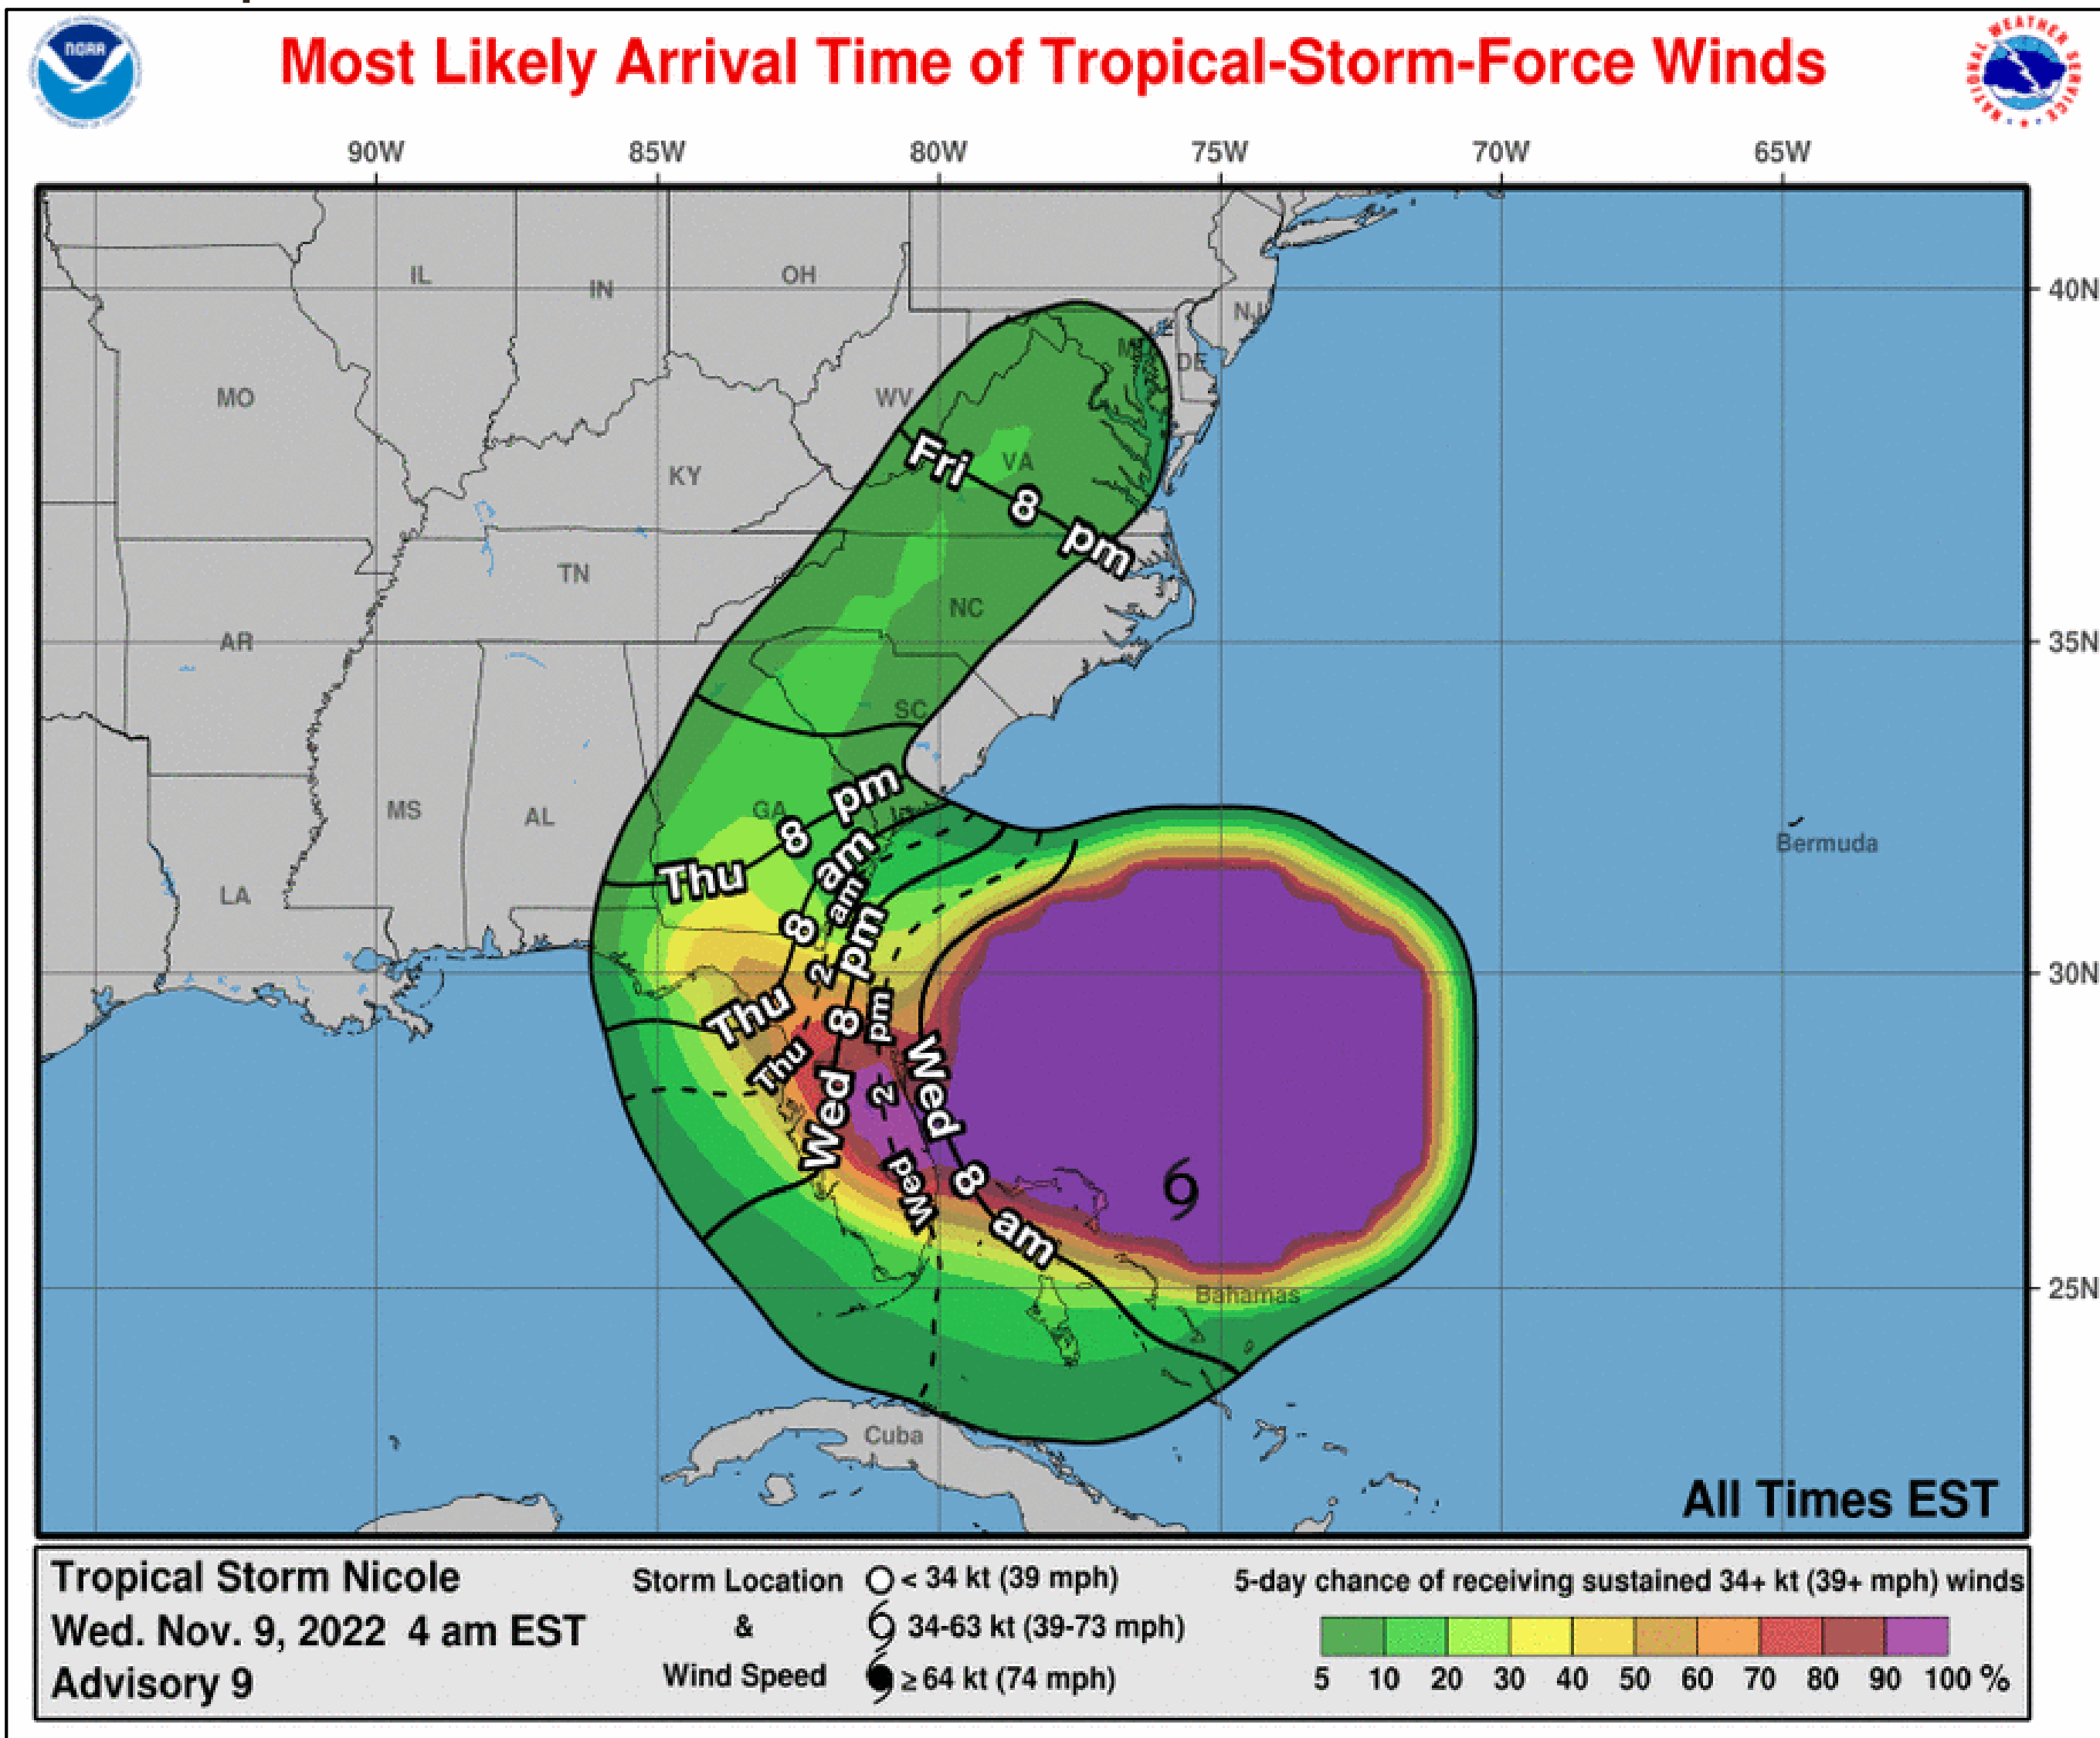 Most Likely Arrival Time of Tropical-Storm-Force Winds
NOAA
NATIONAL WEATHER SERVICE
90W 85W 80W 75W 70W 65W
40N
35N
30N
25N
IL
IN
OH
NJ
MO
WV
DE
KY
VA
TN
NC
AR
SC
MS
AL
GA
LA
Bermuda
Bahamas
Cuba
Fri 8 pm
Thu 8 pm
Thu 8 am
Thu 2 am
Wed 8 pm
Wed 2 pm
Wed 8 am
All Times EST
Tropical Storm Nicole
Wed. Nov. 9, 2022 4 am EST
Advisory 9
Storm Location
&
Wind Speed
< 34 kt (39 mph)
34-63 kt (39-73 mph)
≥ 64 kt (74 mph)
5-day chance of receiving sustained 34+ kt (39+ mph) winds
5 10 20 30 40 50 60 70 80 90 100 %